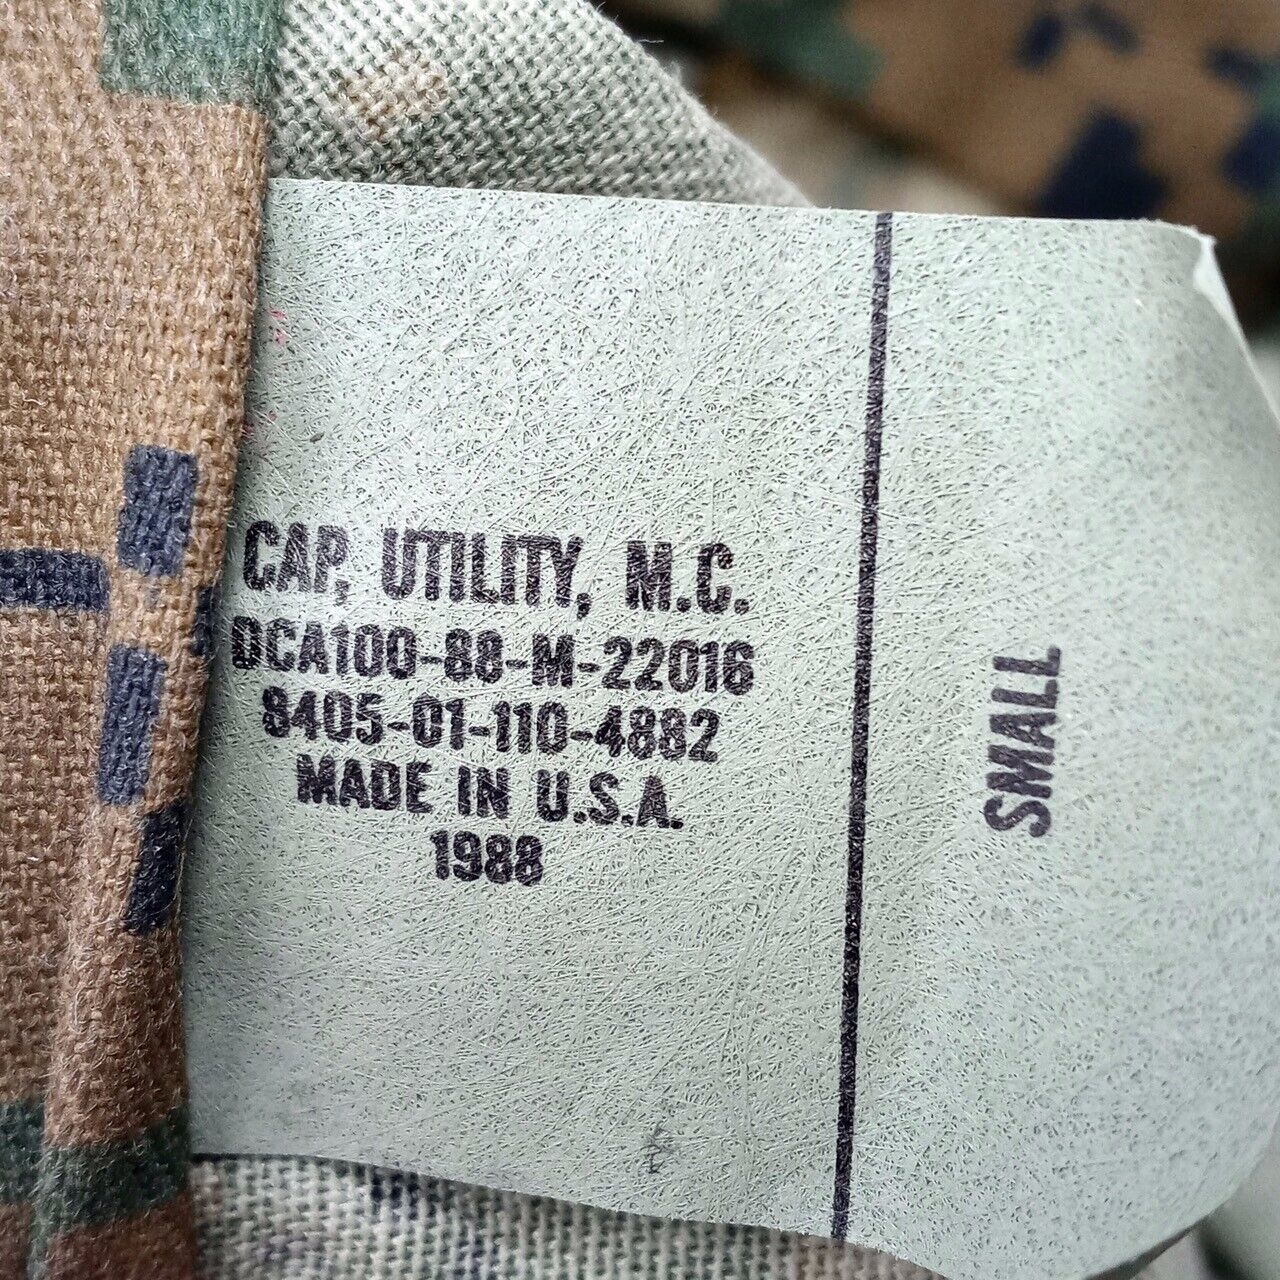 CAP, UTILITY, M.C.
DCA100-88-M-22016
8405-01-110-4882
MADE IN U.S.A.
1988
SMALL